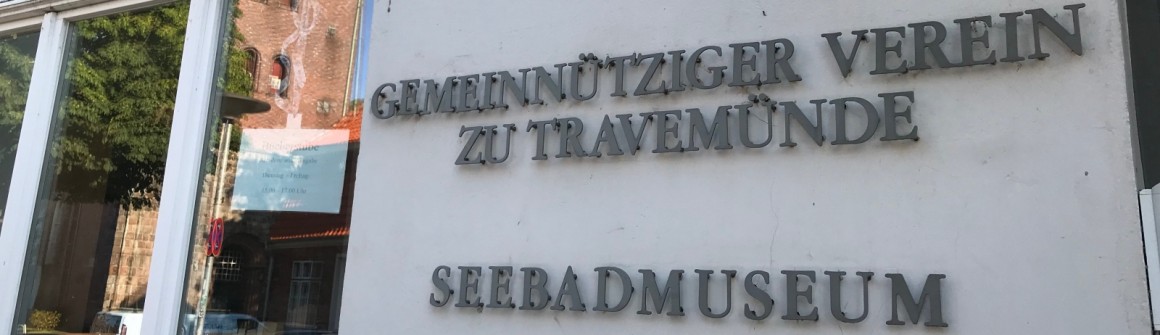 GEMEINNÜTZIGER VEREIN
ZU TRAVEMÜNDE
SEEBADMUSEUM